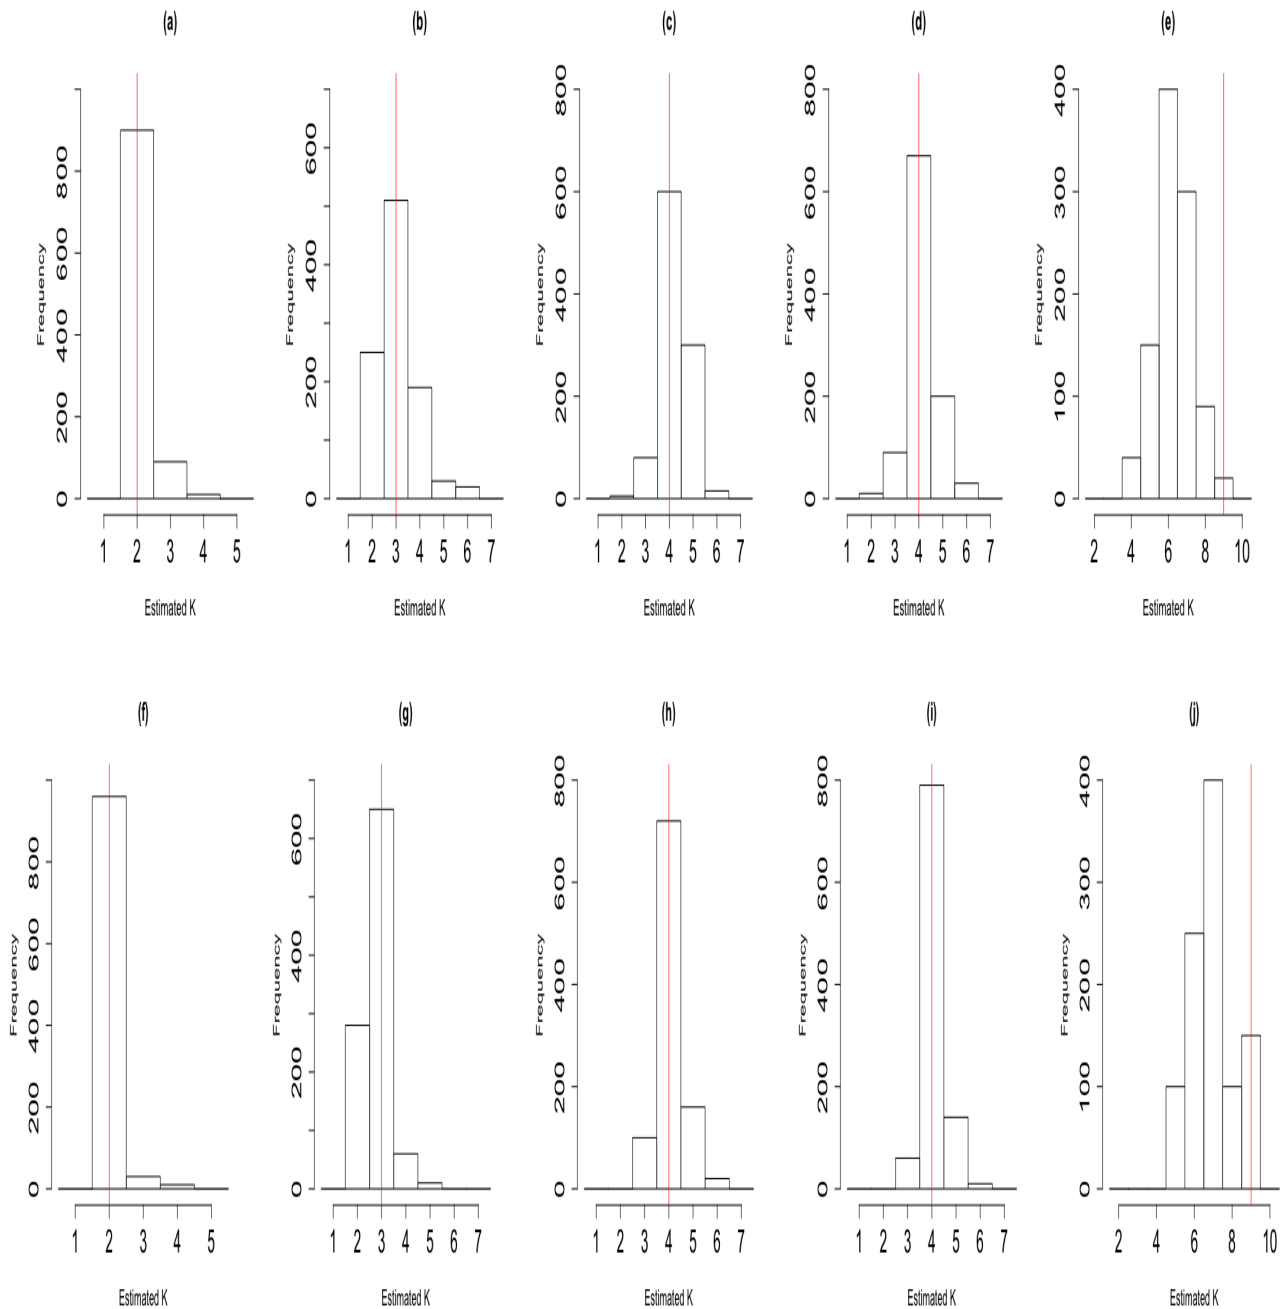 (a) (b) (c) (d) (e)
Frequency
0 200 400 600 800
1 2 3 4 5
Estimated K
Frequency
0 200 400 600
1 2 3 4 5 6 7
Estimated K
Frequency
0 200 400 600 800
1 2 3 4 5 6 7
Estimated K
Frequency
0 200 400 600 800
1 2 3 4 5 6 7
Estimated K
Frequency
0 100 200 300 400
2 4 6 8 10
Estimated K
(f) (g) (h) (i) (j)
Frequency
0 200 400 600 800
1 2 3 4 5
Estimated K
Frequency
0 200 400 600
1 2 3 4 5 6 7
Estimated K
Frequency
0 200 400 600 800
1 2 3 4 5 6 7
Estimated K
Frequency
0 200 400 600 800
1 2 3 4 5 6 7
Estimated K
Frequency
0 100 200 300 400
2 4 6 8 10
Estimated K